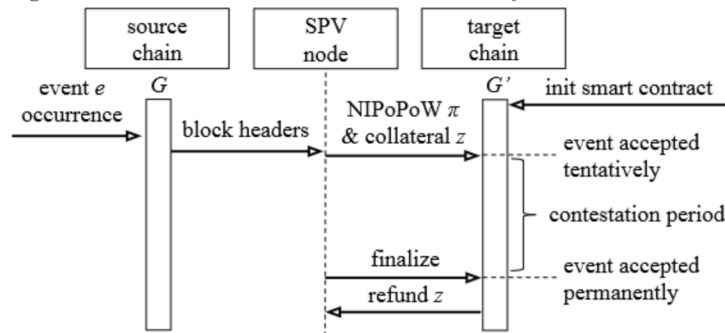 source
chain
SPV
node
target
chain
event e
occurrence
G
G'
init smart contract
block headers
NIPoPoW π
& collateral z
event accepted
tentatively
contestation period
finalize
event accepted
permanently
refund z